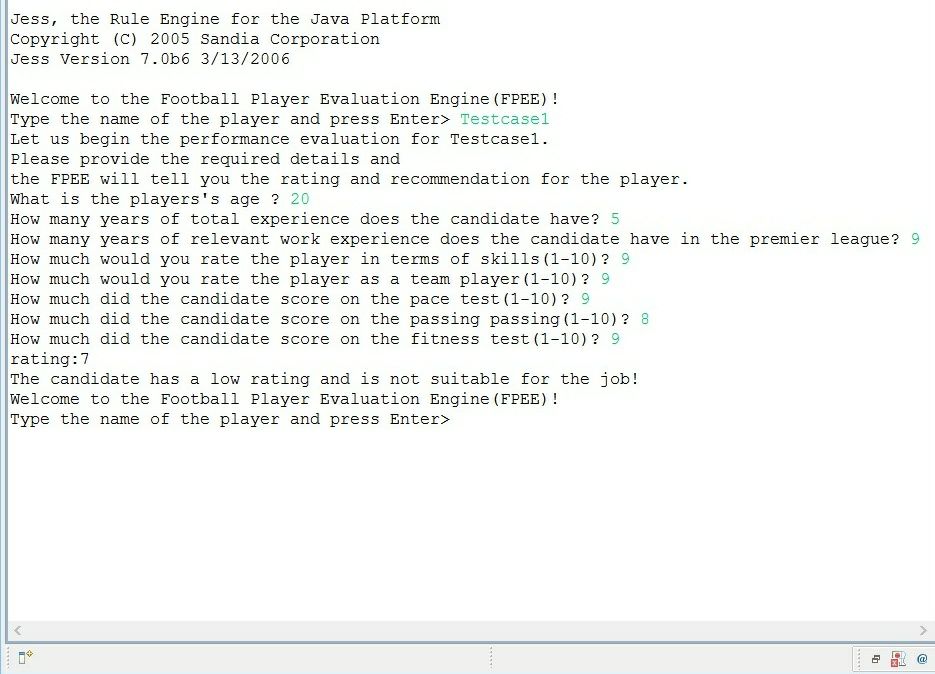 Jess, the Rule Engine for the Java Platform
Copyright (C) 2005 Sandia Corporation
Jess Version 7.0b6 3/13/2006
Welcome to the Football Player Evaluation Engine(FPEE)!
Type the name of the player and press Enter> Testcase1
Let us begin the performance evaluation for Testcase1.
Please provide the required details and
the FPEE will tell you the rating and recommendation for the player.
What is the players's age ? 20
How many years of total experience does the candidate have? 5
How many years of relevant work experience does the candidate have in the premier league? 9
How much would you rate the player in terms of skills(1-10)? 9
How much would you rate the player as a team player(1-10)? 9
How much did the candidate score on the pace test(1-10)? 9
How much did the candidate score on the passing passing(1-10)? 8
How much did the candidate score on the fitness test(1-10)? 9
rating:7
The candidate has a low rating and is not suitable for the job!
Welcome to the Football Player Evaluation Engine(FPEE)!
Type the name of the player and press Enter>